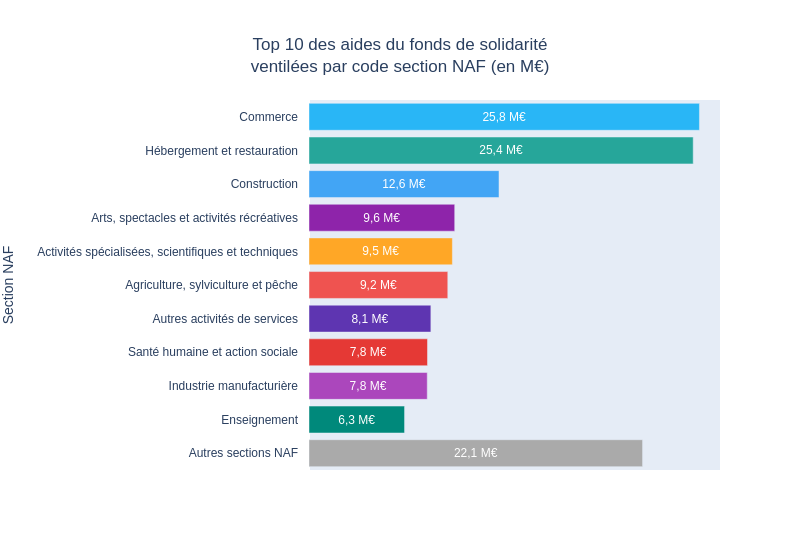 Top 10 des aides du fonds de solidarité
ventilées par code section NAF (en M€)
Section NAF
Commerce 25,8 M€
Hébergement et restauration 25,4 M€
Construction 12,6 M€
Arts, spectacles et activités récréatives 9,6 M€
Activités spécialisées, scientifiques et techniques 9,5 M€
Agriculture, sylviculture et pêche 9,2 M€
Autres activités de services 8,1 M€
Santé humaine et action sociale 7,8 M€
Industrie manufacturière 7,8 M€
Enseignement 6,3 M€
Autres sections NAF 22,1 M€